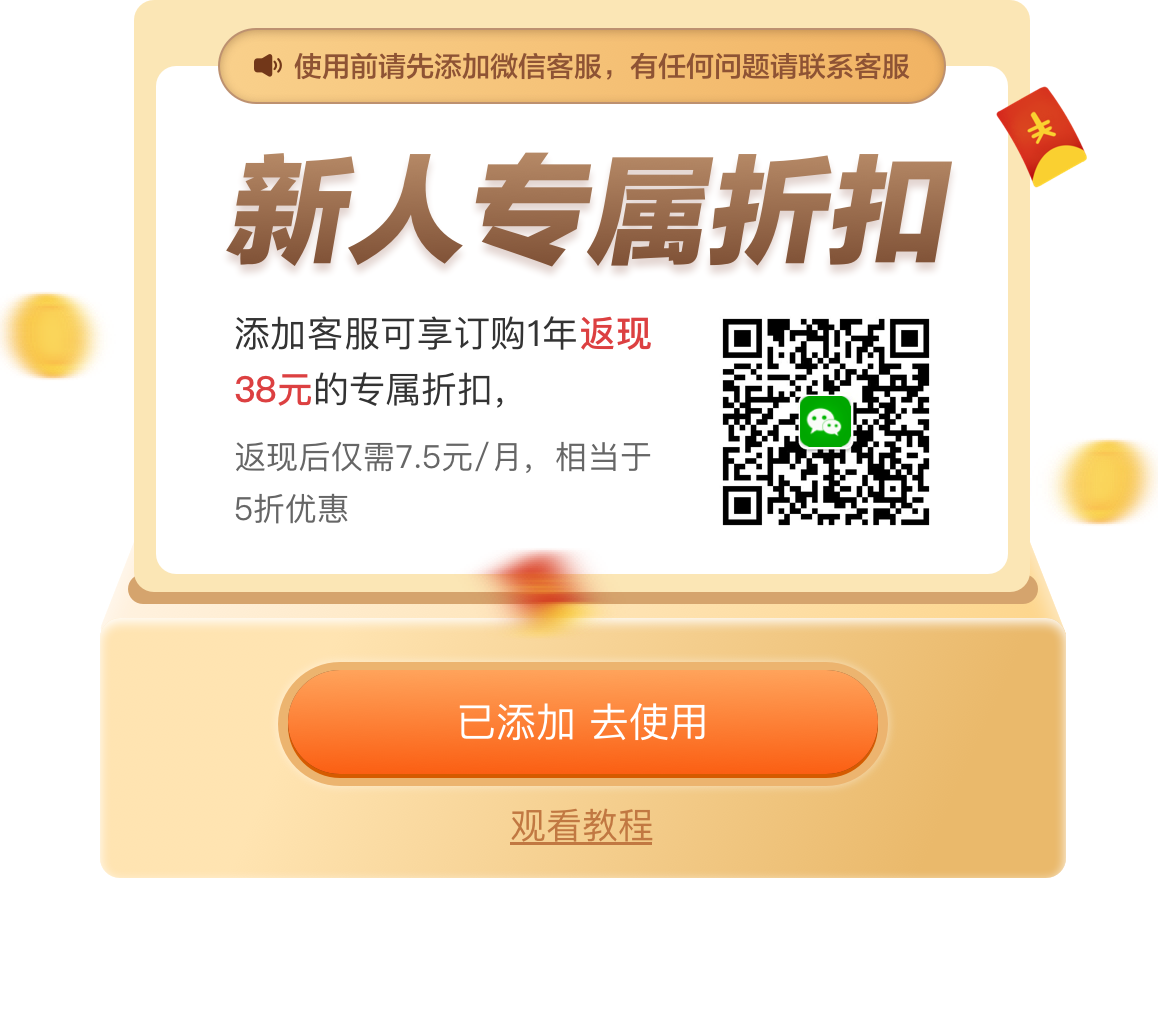 使用前请先添加微信客服，有任何问题请联系客服
新人专属折扣
添加客服可享订购1年返现
38元的专属折扣，
返现后仅需7.5元/月，相当于
5折优惠
已添加 去使用
观看教程